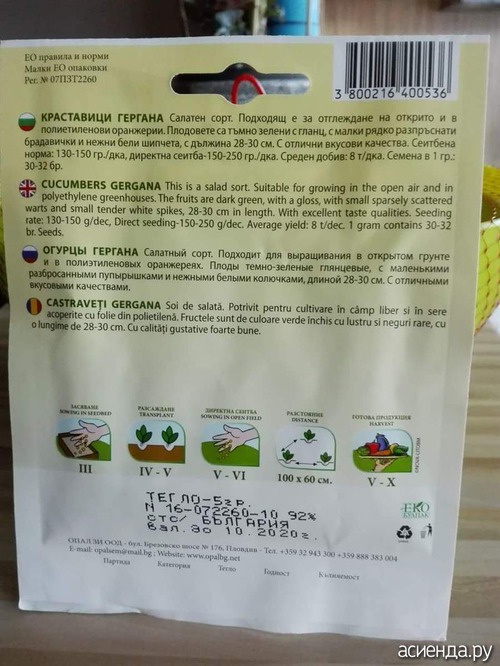 ЕО правила и норми
Малки ЕО опаковки
Рег. № 07ПЗТ2260
3 800216 400536
КРАСТАВИЦИ ГЕРГАНА Салатен сорт. Подходящ е за отглеждане на открито и в
полиетиленови оранжерии. Плодовете са тъмно зелени с гланц, с малки рядко разпръснати
брадавички и нежни бели шипчета, с дължина 28-30 см. С отлични вкусови качества. Сеитбена
норма: 130-150 гр./дка, директна сеитба-150-250 гр./дка. Среден добив: 8 т/дка. Семена в 1 гр.:
30-32 бр.
CUCUMBERS GERGANA This is a salad sort. Suitable for growing in the open air and in
polyethylene greenhouses. The fruits are dark green, with a gloss, with small sparsely scattered
warts and small tender white spikes, 28-30 cm in length. With excellent taste qualities. Seeding
rate: 130-150 g/dec, Direct seeding-150-250 g/dec. Average yield: 8 t/dec. 1 gram contains 30-32
br. Seeds.
ОГУРЦЫ ГЕРГАНА Салатный сорт. Подходит для выращивания в открытом грунте
и в полиэтиленовых оранжереях. Плоды темно-зеленые глянцевые, с маленькими
разбросанными пупырышками и нежными белыми колючками, длиной 28-30 см. С отличными
вкусовыми качествами.
CASTRAVEȚI GERGANA Soi de salată. Potrivit pentru cultivare în câmp liber si în sere
acoperite cu folie din polietilenă. Fructele sunt de culoare verde închis cu lustru si neguri rare, cu
o lungime de 28-30 cm. Cu calități gustative foarte bune.
ЗАСЯВАНЕ
SOWING IN SEEDBED
III
РАЗСАЖДАНЕ
TRANSPLANT
IV - V
ДИРЕКТНА СЕИТБА
SOWING IN OPEN FIELD
V - VI
РАЗСТОЯНИЕ
DISTANCE
100 x 60 см.
ГОТОВА ПРОДУКЦИЯ
HARVEST
V - X
ТЕГЛО-5гр.
N 16-072260-10 92%
стс/ БЪЛГАРИЯ
вал. до 10.2020г.
ЕКО
БУЛПАК
ОПАЛ ЗИ ООД - бул. Брезовско шосе № 176, Пловдив - Тел. +359 32 943 300 +359 888 383 004
E-mail: opalsem@mail.bg ; Website: www.opalbg.net
Партида Категория Тегло Годност Кълняемост
асиенда.ру